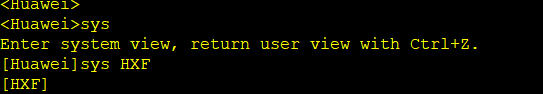 <Huawei>
<Huawei>sys
Enter system view, return user view with Ctrl+Z.
[Huawei]sys HXF
[HXF]